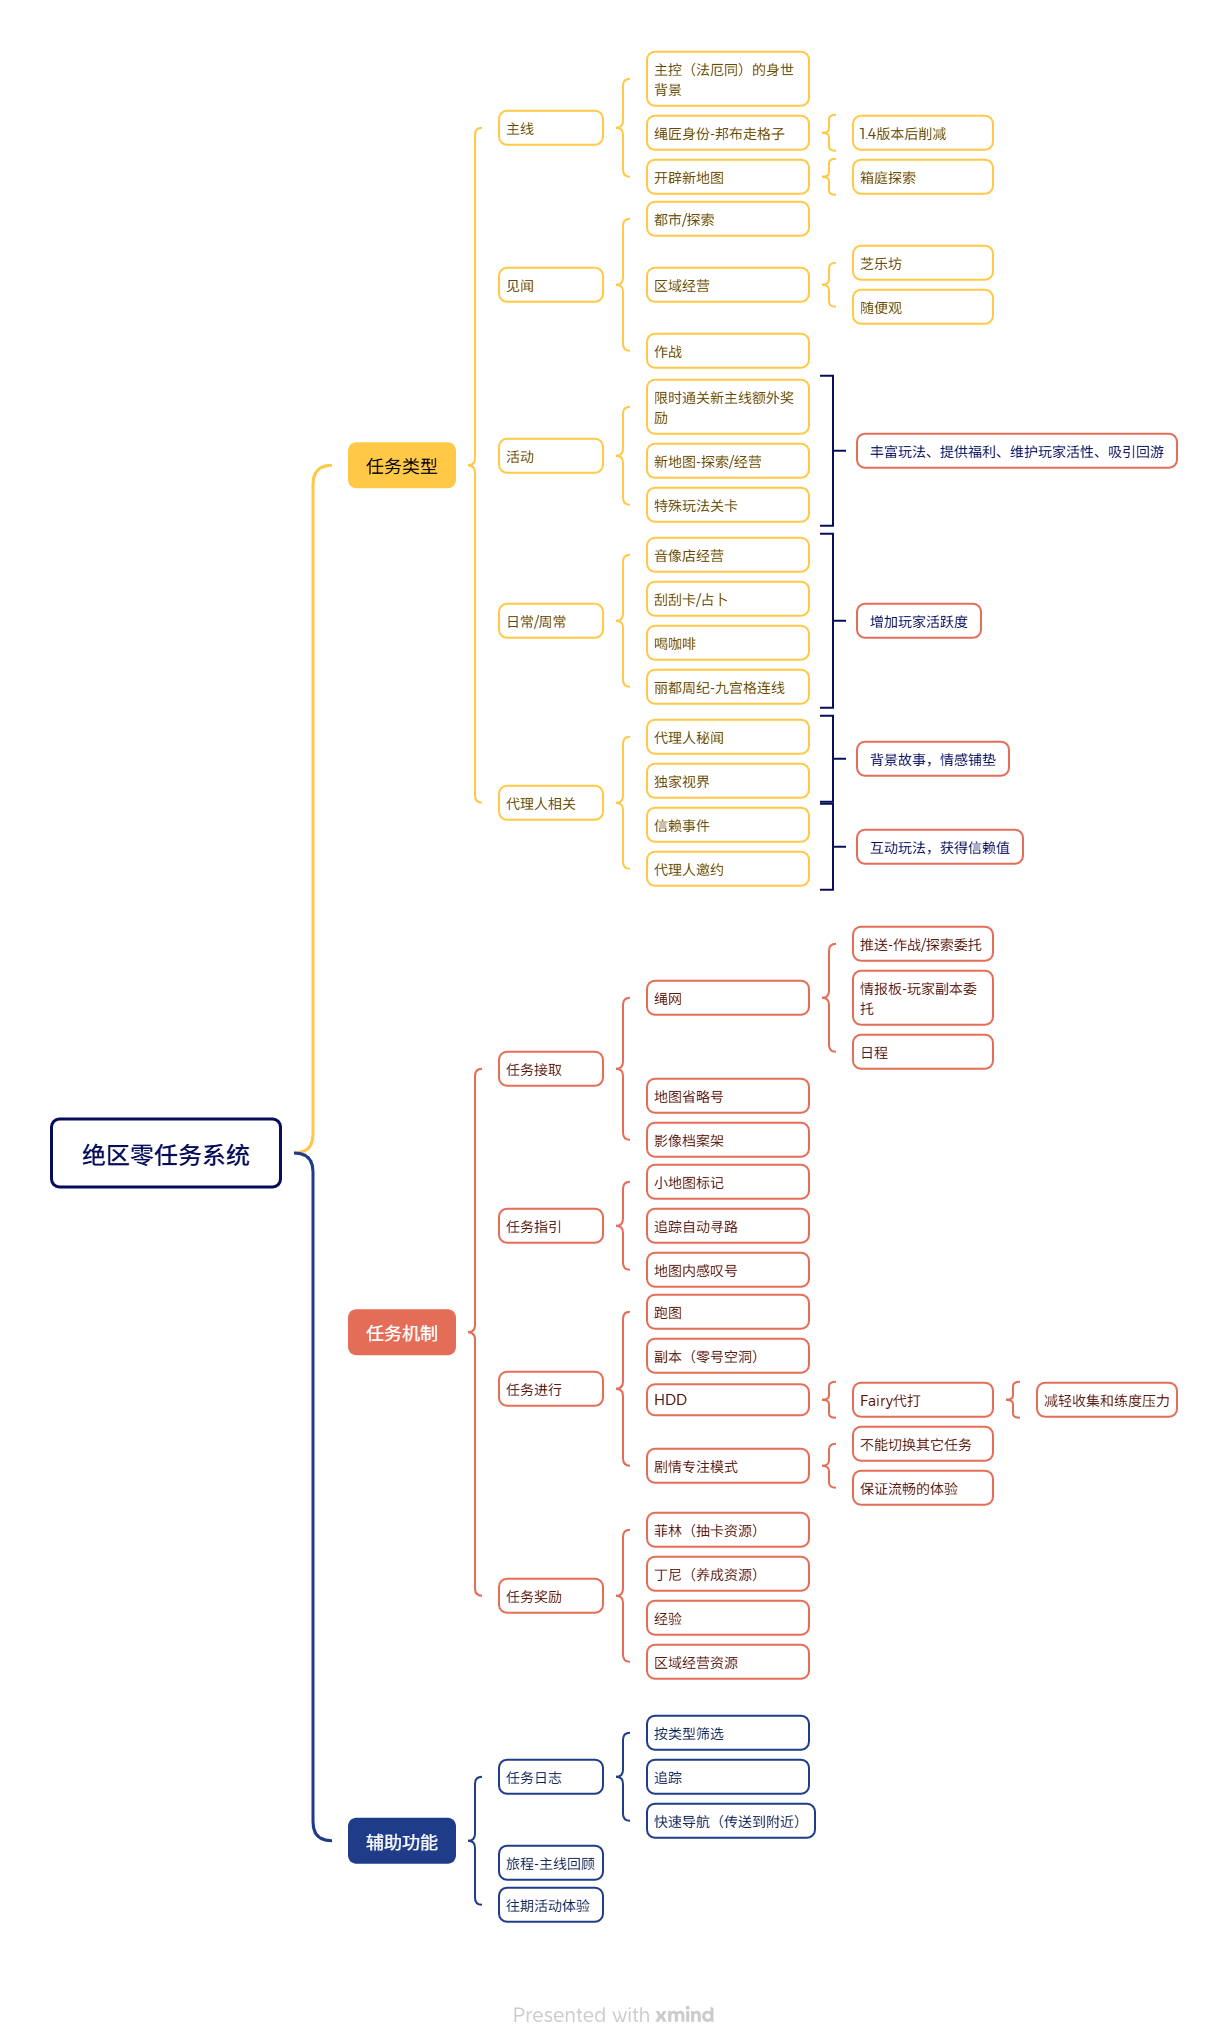 绝区零任务系统
任务类型
主线
主控（法厄同）的身世
背景
绳匠身份-邦布走格子
1.4版本后削减
开辟新地图
箱庭探索
见闻
都市/探索
区域经营
芝乐坊
随便观
作战
活动
限时通关新主线额外奖
励
新地图-探索/经营
特殊玩法关卡
丰富玩法、提供福利、维护玩家活性、吸引回游
日常/周常
音像店经营
刮刮卡/占卜
喝咖啡
丽都周纪-九宫格连线
增加玩家活跃度
代理人相关
代理人秘闻
独家视界
背景故事，情感铺垫
信赖事件
代理人邀约
互动玩法，获得信赖值
任务机制
任务接取
绳网
推送-作战/探索委托
情报板-玩家副本委
托
日程
地图省略号
影像档案架
任务指引
小地图标记
追踪自动寻路
地图内感叹号
任务进行
跑图
副本（零号空洞）
HDD
Fairy代打
减轻收集和练度压力
剧情专注模式
不能切换其它任务
保证流畅的体验
任务奖励
菲林（抽卡资源）
丁尼（养成资源）
经验
区域经营资源
辅助功能
任务日志
按类型筛选
追踪
快速导航（传送到附近）
旅程-主线回顾
往期活动体验
Presented with xmind